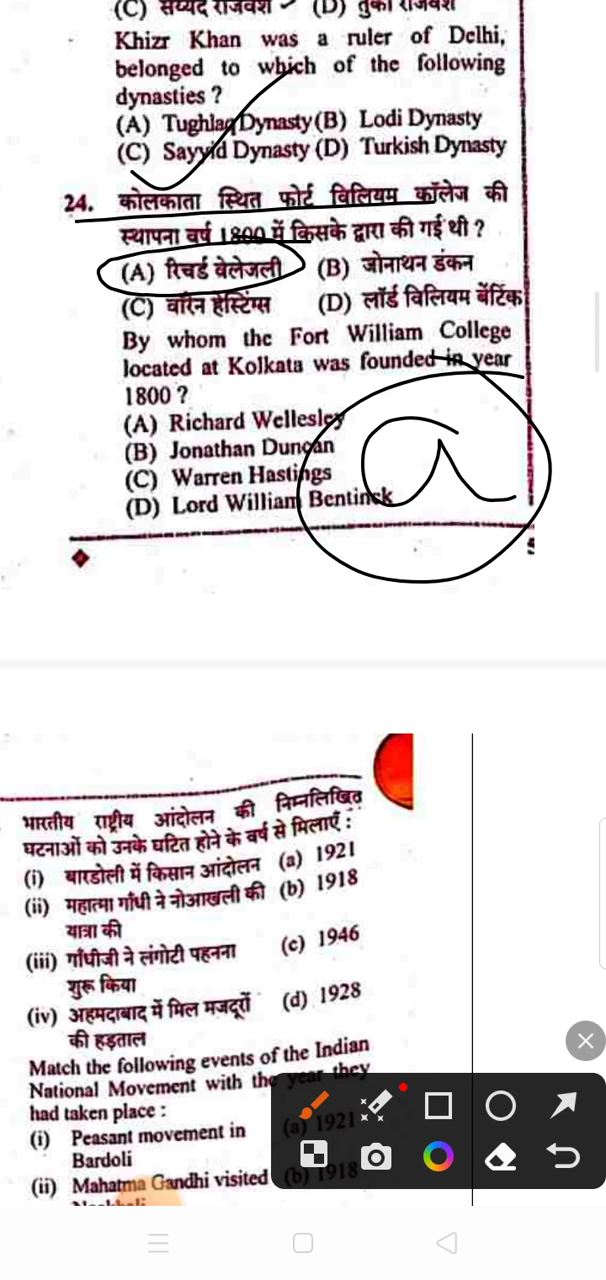 (C) सय्यद राजवंश (D) तुर्की राजवंश
Khizr Khan was a ruler of Delhi,
belonged to which of the following
dynasties ?
(A) Tughlaq Dynasty (B) Lodi Dynasty
(C) Sayyid Dynasty (D) Turkish Dynasty
24. कोलकाता स्थित फोर्ट विलियम कॉलेज की
स्थापना वर्ष 1800 में किसके द्वारा की गई थी ?
(A) रिचर्ड वेलेजली (B) जोनाथन डंकन
(C) वॉरेन हेस्टिंग्स (D) लॉर्ड विलियम बेंटिंक
By whom the Fort William College
located at Kolkata was founded in year
1800 ?
(A) Richard Wellesley
(B) Jonathan Duncan
(C) Warren Hastings
(D) Lord William Bentinck
a
भारतीय राष्ट्रीय आंदोलन की निम्नलिखित
घटनाओं को उनके घटित होने के वर्ष से मिलाएँ :
(i) बारडोली में किसान आंदोलन (a) 1921
(ii) महात्मा गाँधी ने नोआखली की (b) 1918
यात्रा की
(iii) गाँधीजी ने लंगोटी पहनना (c) 1946
शुरू किया
(iv) अहमदाबाद में मिल मजदूरों (d) 1928
की हड़ताल
Match the following events of the Indian
National Movement with the year they
had taken place :
(i) Peasant movement in (a) 1921
Bardoli
(ii) Mahatma Gandhi visited (b) 1918